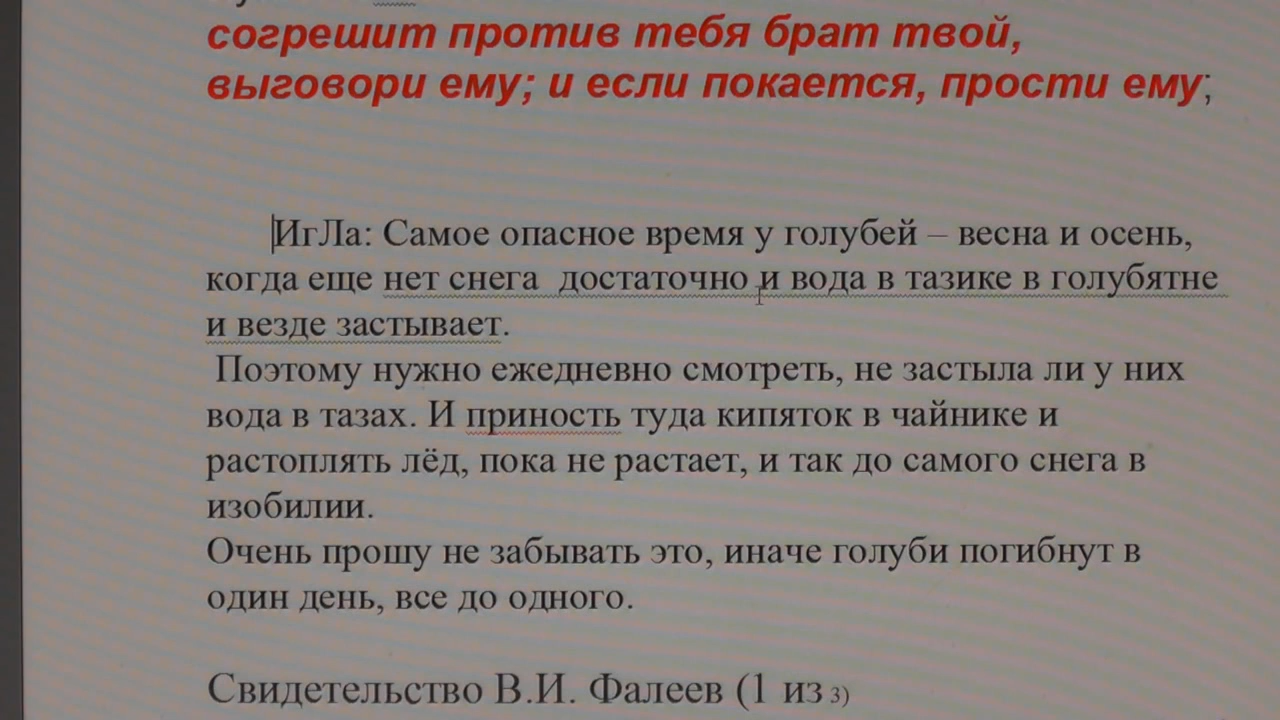 согрешит против тебя брат твой,
выговори ему; и если покается, прости ему;
ИгЛа: Самое опасное время у голубей – весна и осень,
когда еще нет снега  достаточно и вода в тазике в голубятне
и везде застывает.
Поэтому нужно ежедневно смотреть, не застыла ли у них
вода в тазах. И приность туда кипяток в чайнике и
растоплять лёд, пока не растает, и так до самого снега в
изобилии.
Очень прошу не забывать это, иначе голуби погибнут в
один день, все до одного.
Свидетельство В.И. Фалеев (1 из 3)